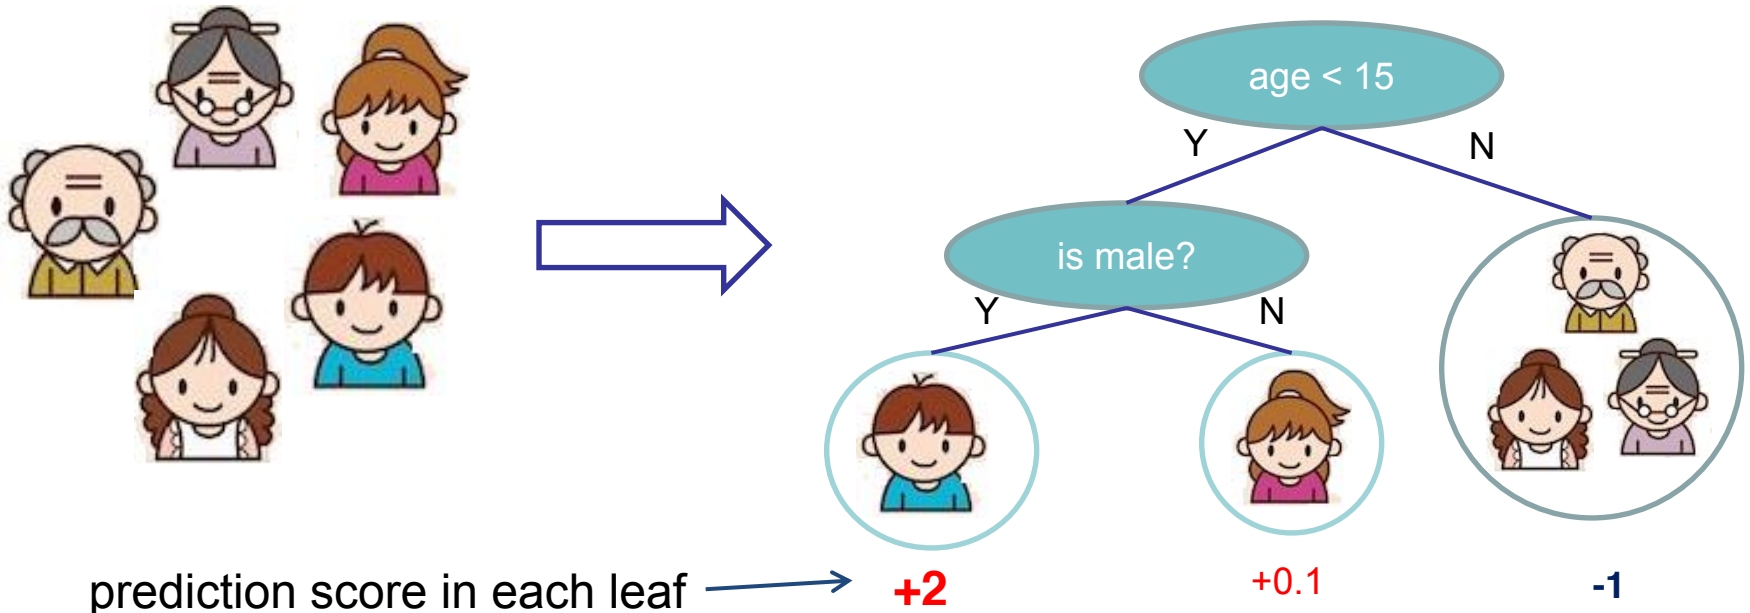 age < 15
Y
N
is male?
Y
N
prediction score in each leaf
+2
+0.1
-1